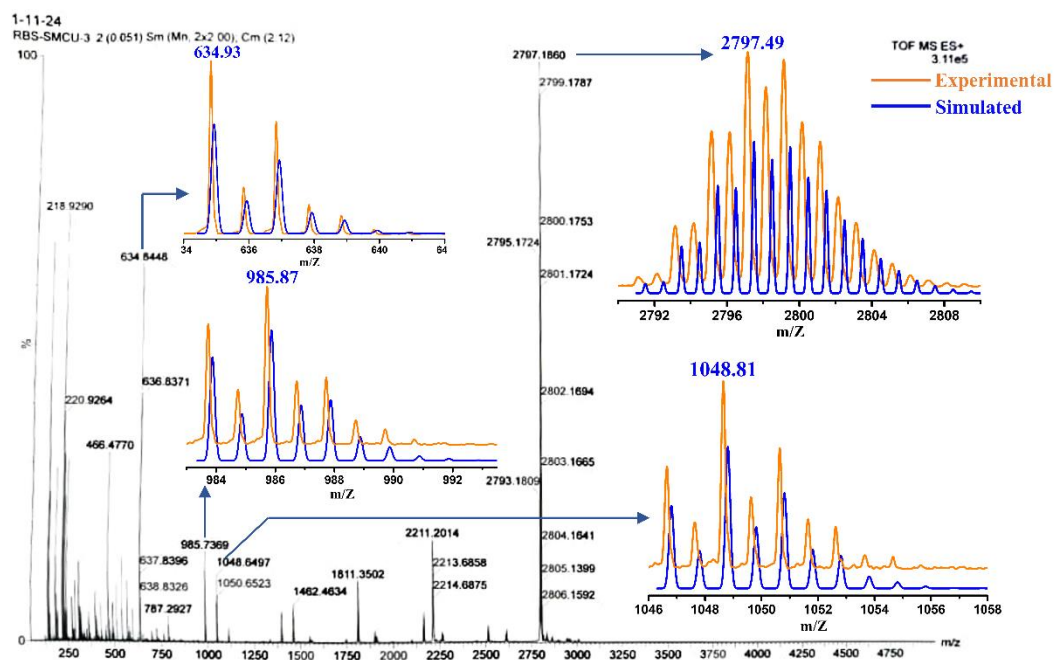 1-11-24
RBS-SMCU-3 2 (0.051) Sm (Mn, 2x2.00), Cm (2.12)
100
634.93
2797.1860
2799.1787
2797.49
TOF MS ES+
3.11e5
Experimental
Simulated
218.9290
634.8448
34 636 638 640 64
m/Z
2795.1724
2800.1753
2801.1724
2792 2796 2800 2804 2808
m/Z
985.87
%
636.8371
220.9264
466.4770
984 986 988 990 992
m/Z
2793.1809
2802.1694
2803.1665
2804.1641
2805.1399
2806.1592
1048.81
1046 1048 1050 1052 1054 1056 1058
m/Z
985.7369
1048.6497
1050.6523
637.8396
638.8326
787.2927
1462.4634
1811.3502
2211.2014
2213.6858
2214.6875
0
250 500 750 1000 1250 1500 1750 2000 2250 2500 2750 3000 3250 3500 3750 4000 4250 4500 4750
m/z